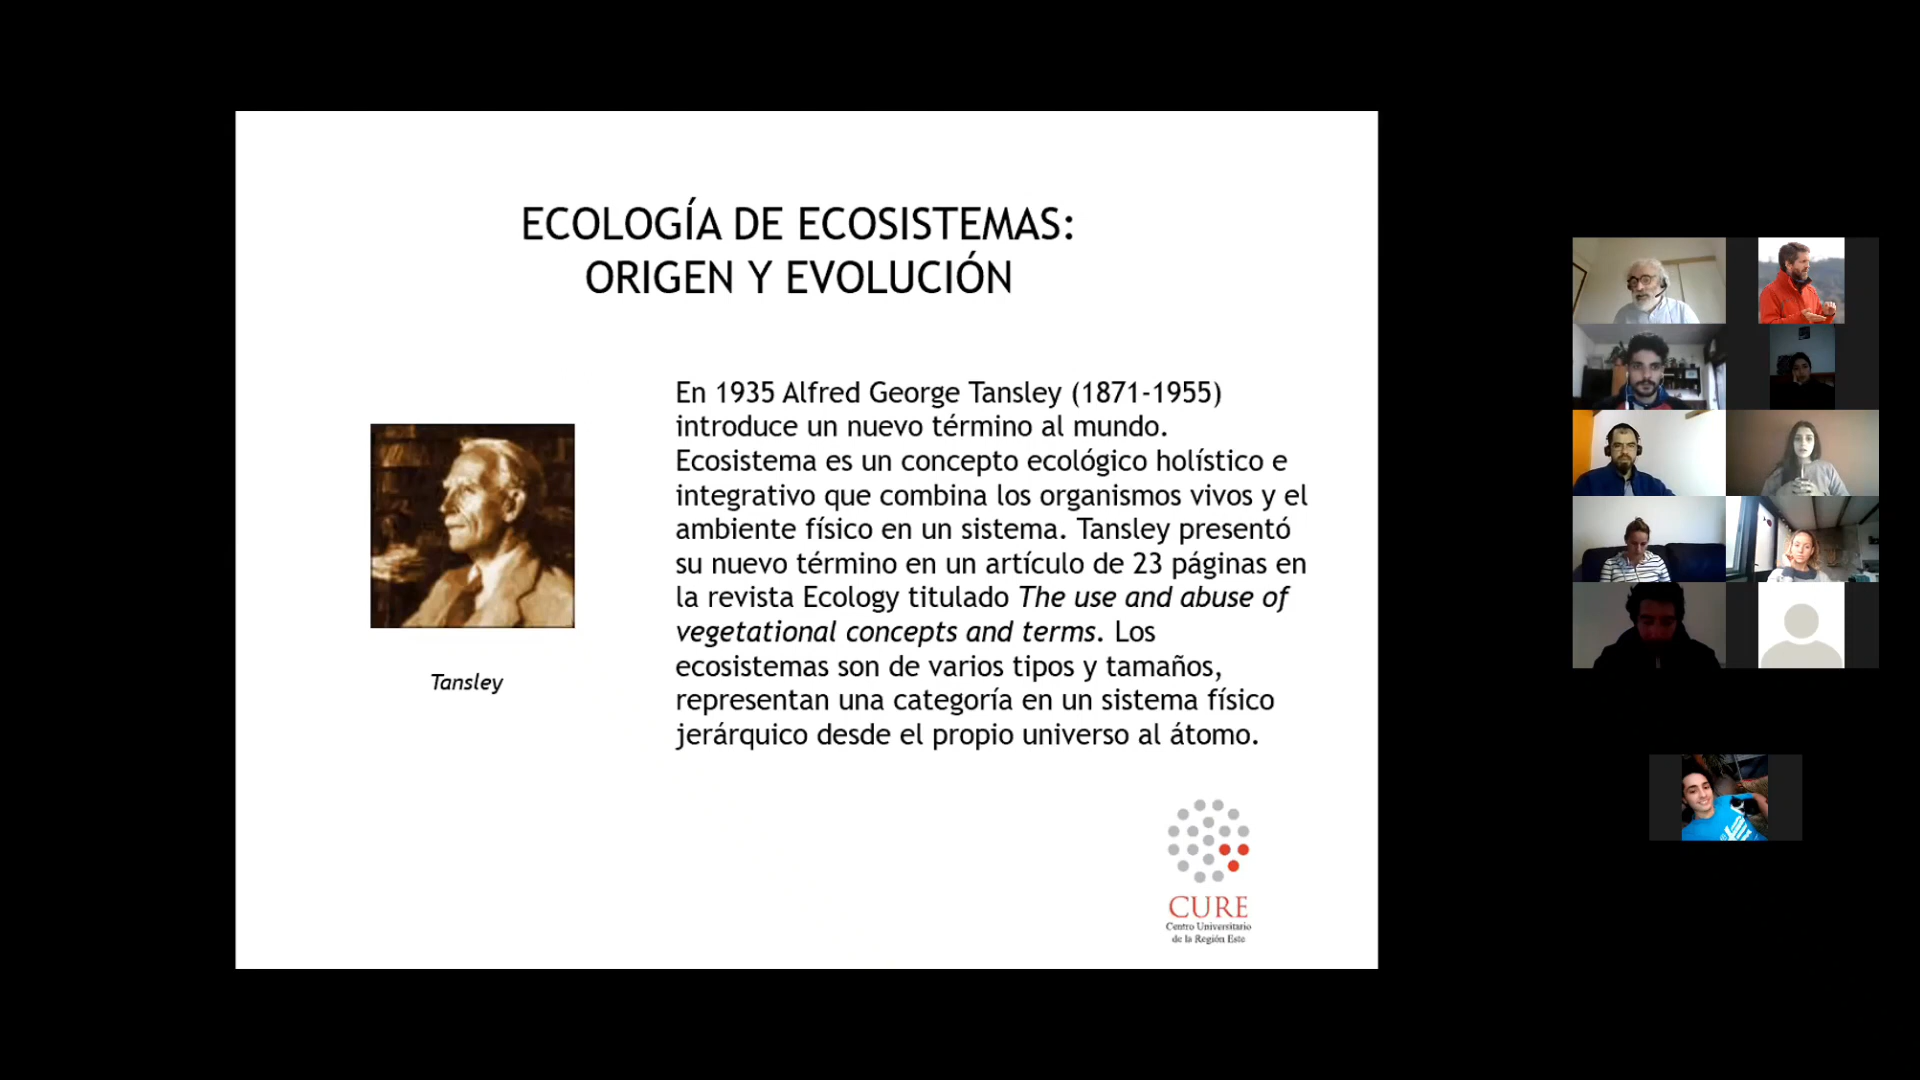 ECOLOGÍA DE ECOSISTEMAS:
ORIGEN Y EVOLUCIÓN
En 1935 Alfred George Tansley (1871-1955)
introduce un nuevo término al mundo.
Ecosistema es un concepto ecológico holístico e
integrativo que combina los organismos vivos y el
ambiente físico en un sistema. Tansley presentó
su nuevo término en un artículo de 23 páginas en
la revista Ecology titulado The use and abuse of
vegetational concepts and terms. Los
ecosistemas son de varios tipos y tamaños,
representan una categoría en un sistema físico
jerárquico desde el propio universo al átomo.
Tansley
CURE
Centro Universitario
de la Región Este